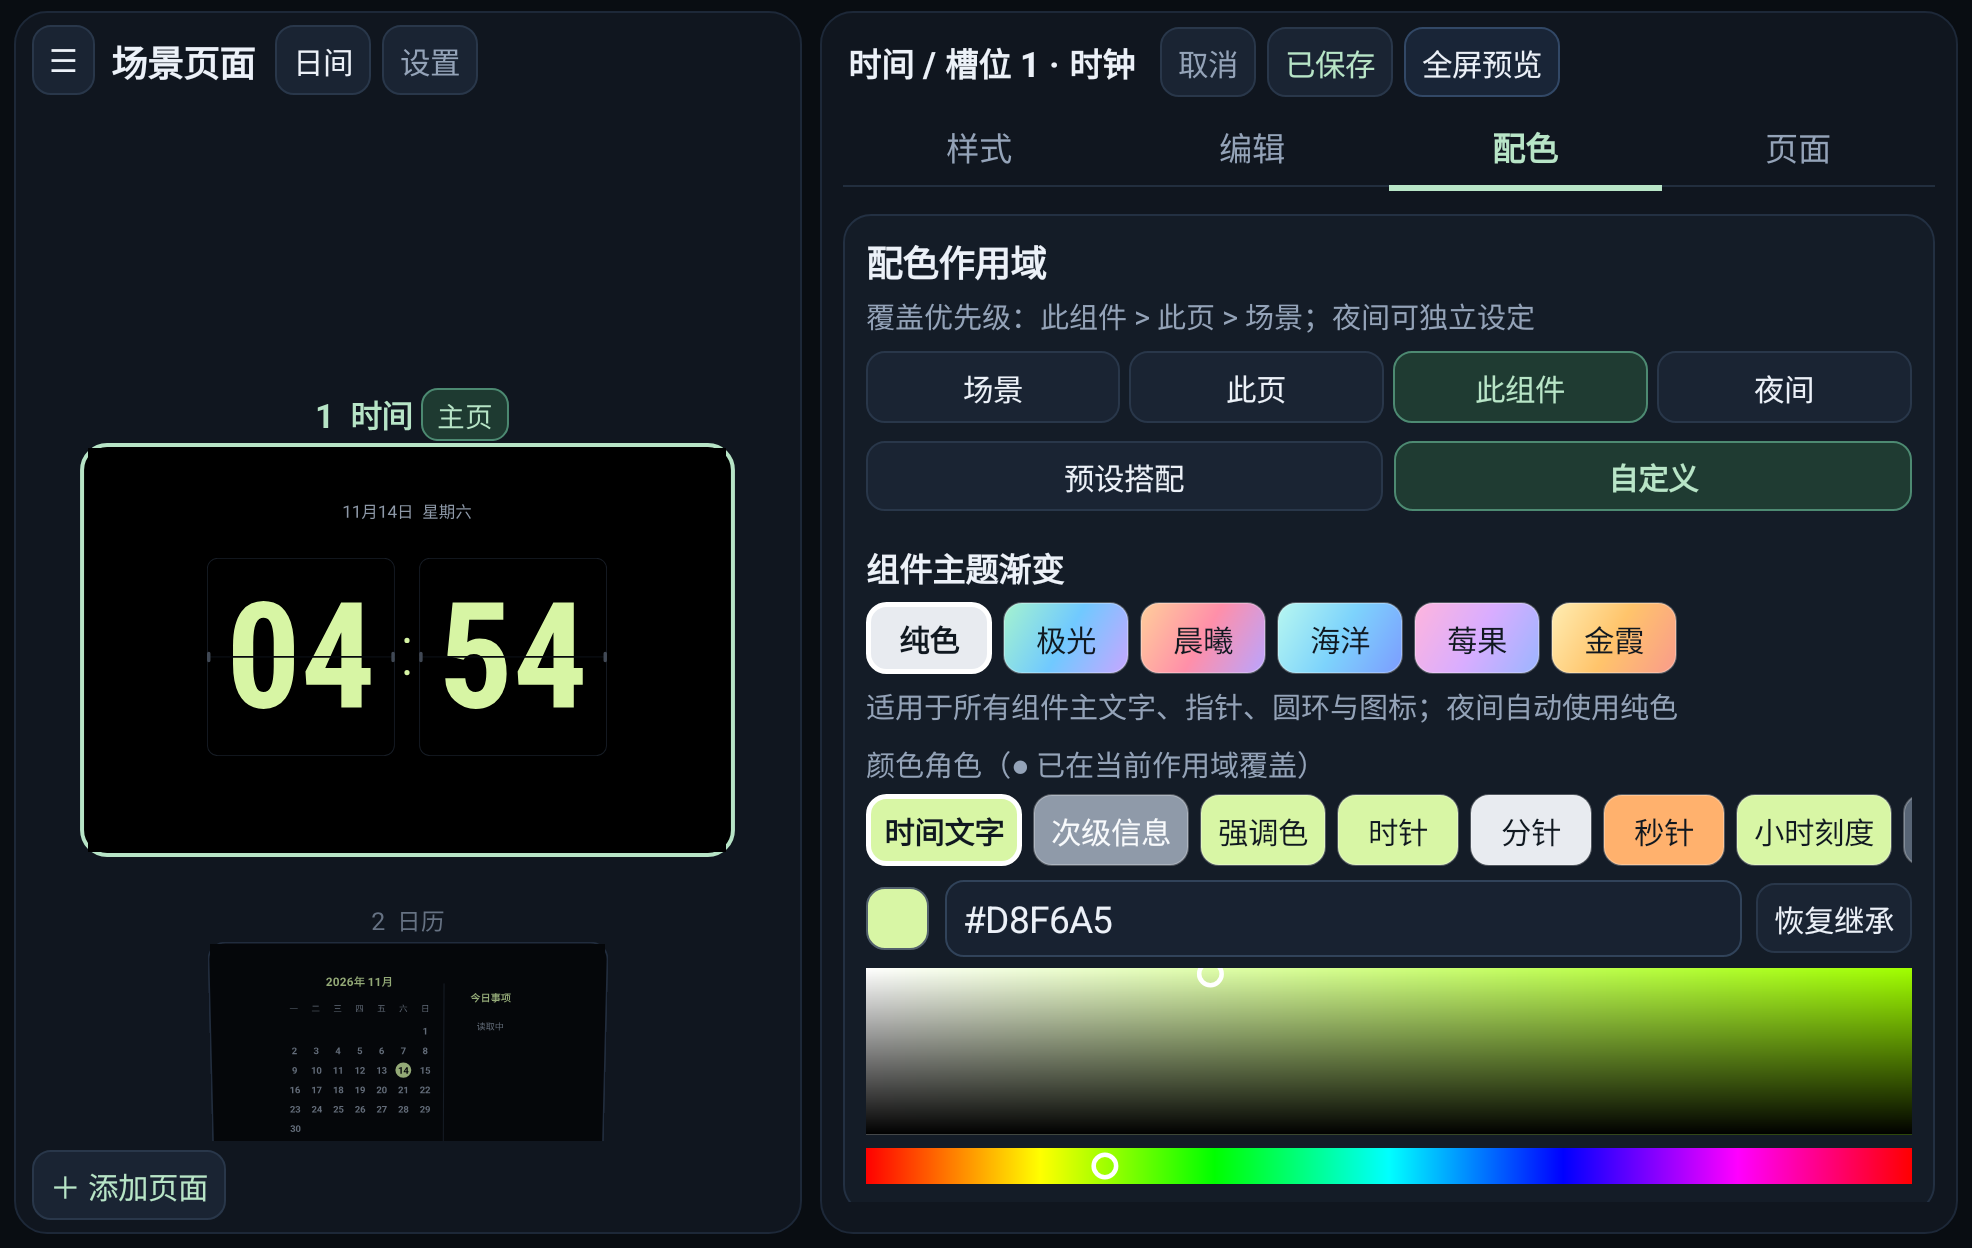 ☰ 场景页面 日间 设置
1 时间 主页
11月14日 星期六
04:54
2 日历
2026年 11月
一 二 三 四 五 六 日
1
2 3 4 5 6 7 8
9 10 11 12 13 14 15
16 17 18 19 20 21 22
23 24 25 26 27 28 29
30
今日事项
读取中
+ 添加页面
时间 / 槽位 1 · 时钟 取消 已保存 全屏预览
样式 编辑 配色 页面
配色作用域
覆盖优先级：此组件 > 此页 > 场景；夜间可独立设定
场景 此页 此组件 夜间
预设搭配 自定义
组件主题渐变
纯色 极光 晨曦 海洋 莓果 金霞
适用于所有组件主文字、指针、圆环与图标；夜间自动使用纯色
颜色角色（● 已在当前作用域覆盖）
时间文字 次级信息 强调色 时针 分针 秒针 小时刻度
#D8F6A5 恢复继承